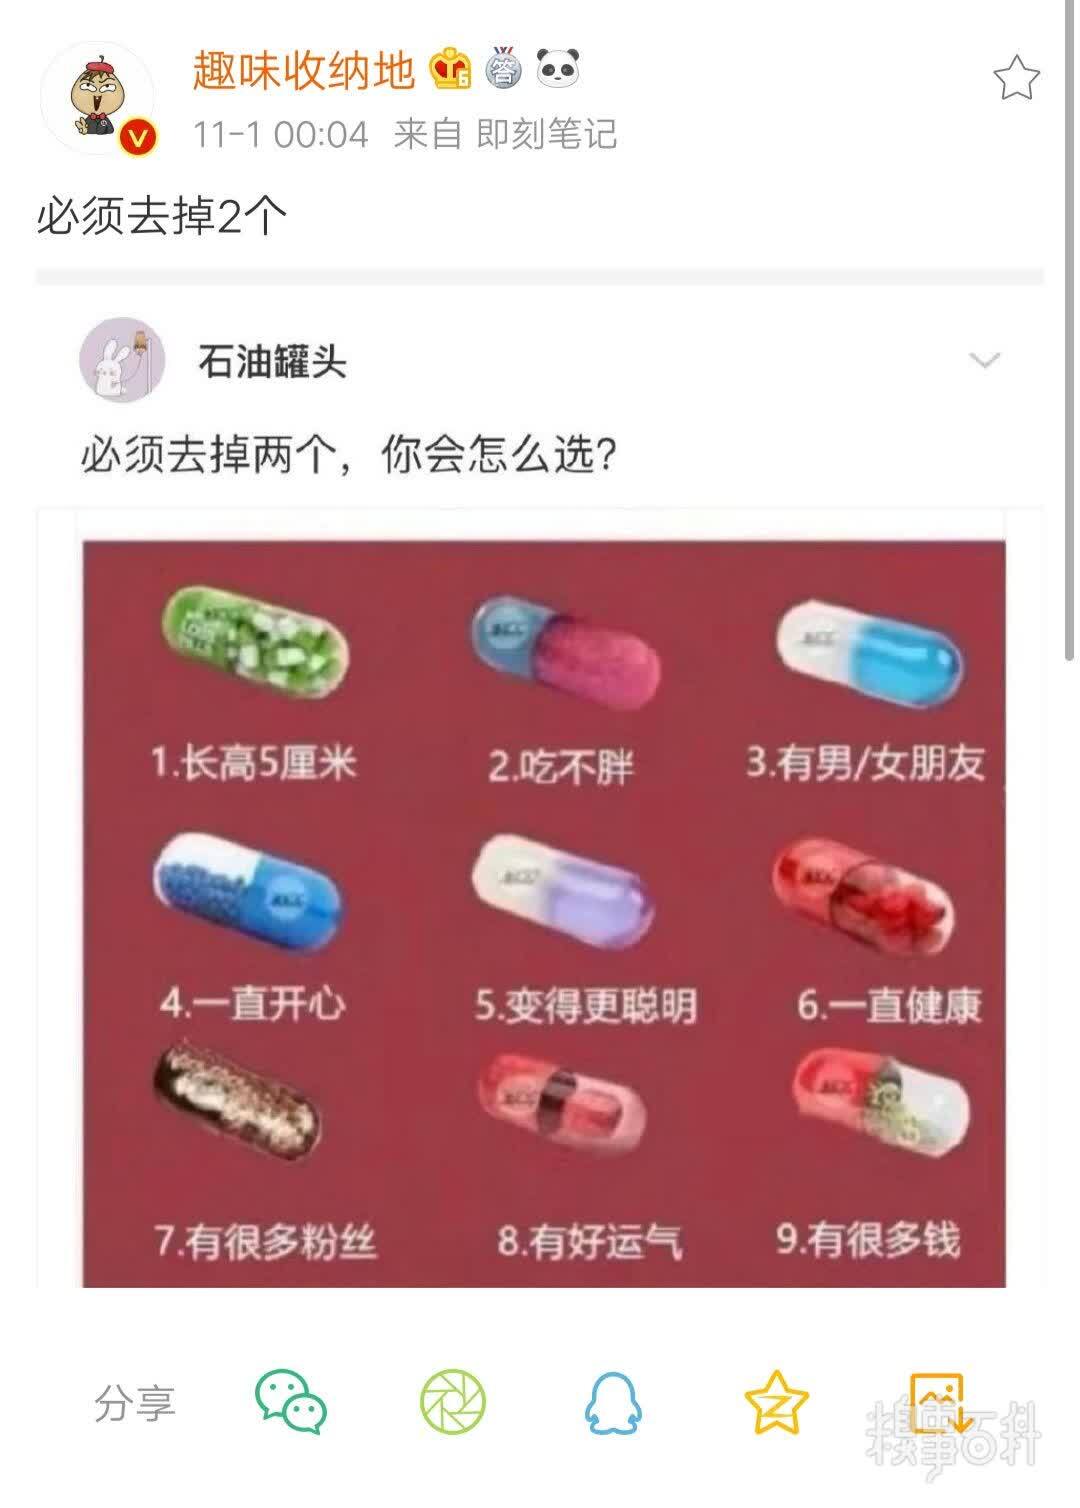 趣味收纳地
11-1 00:04 来自 即刻笔记
必须去掉2个
石油罐头
必须去掉两个，你会怎么选?
1.长高5厘米
2.吃不胖
3.有男/女朋友
4.一直开心
5.变得更聪明
6.一直健康
7.有很多粉丝
8.有好运气
9.有很多钱
分享
糗事百科